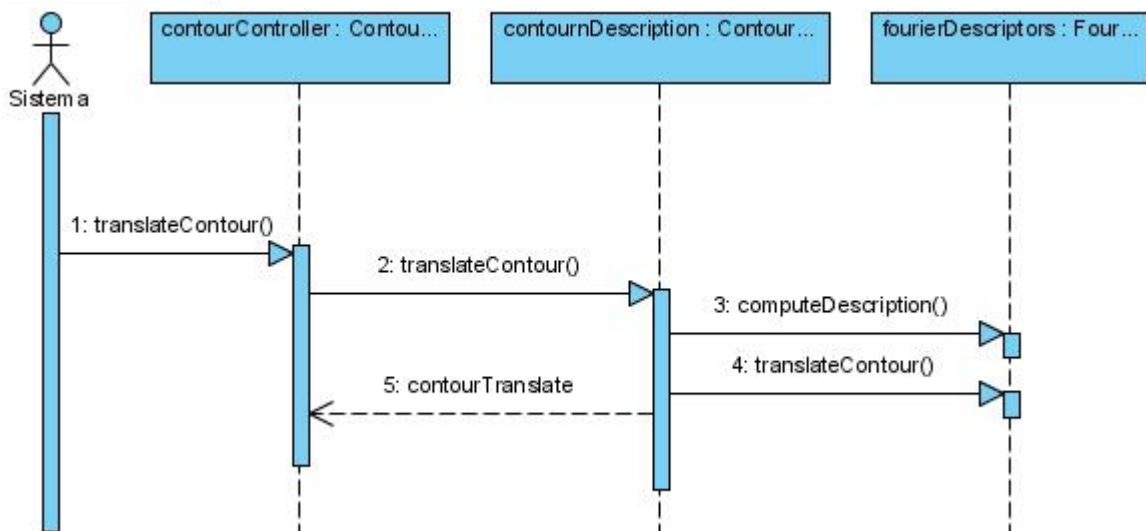 contourController : Contou...
contournDescription : Contour...
fourierDescriptors : Four...
Sistema
1: translateContour()
2: translateContour()
3: computeDescription()
4: translateContour()
5: contourTranslate